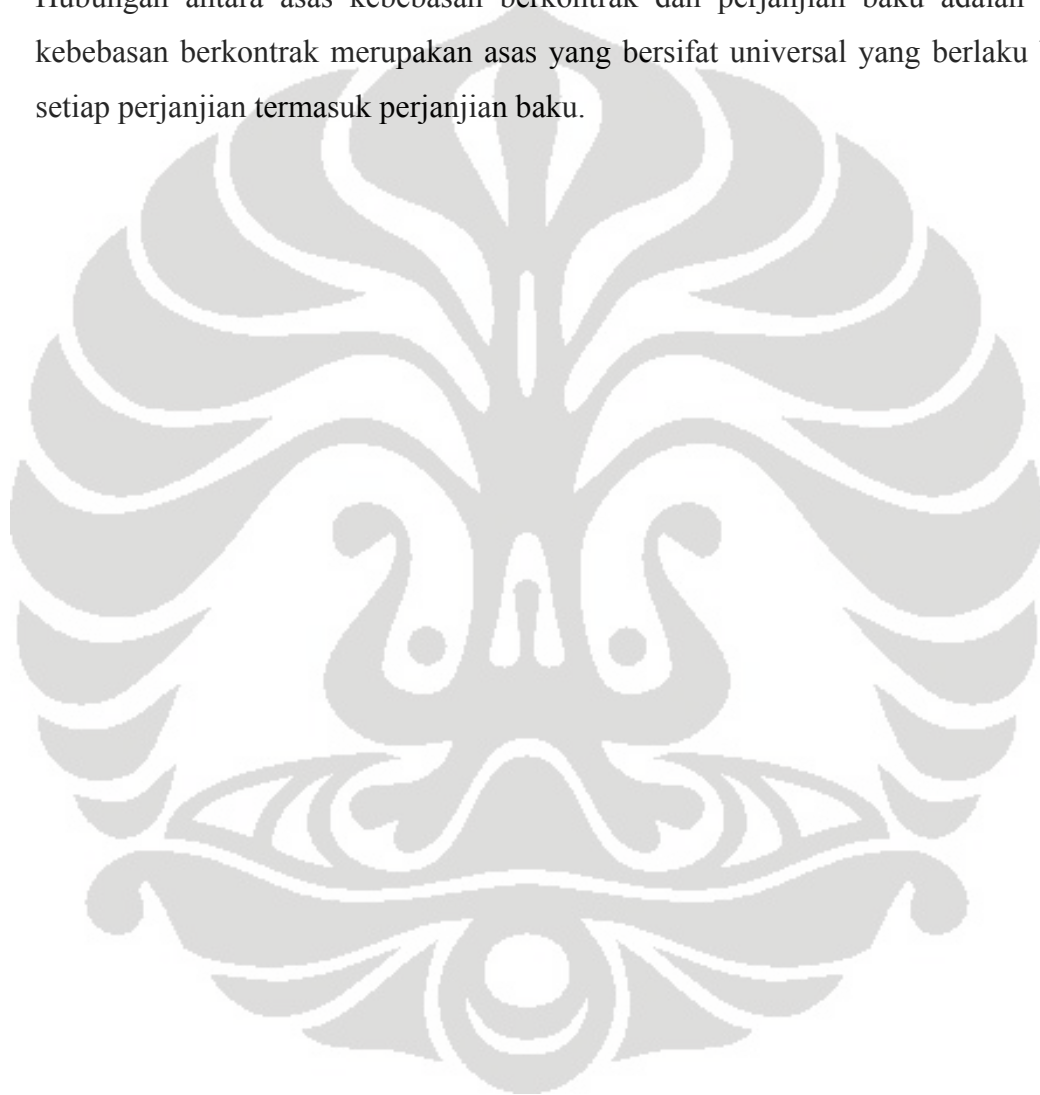 Hubungan antara asas kebebasan berkontrak dan perjanjian baku adalah
kebebasan berkontrak merupakan asas yang bersifat universal yang berlaku
setiap perjanjian termasuk perjanjian baku.